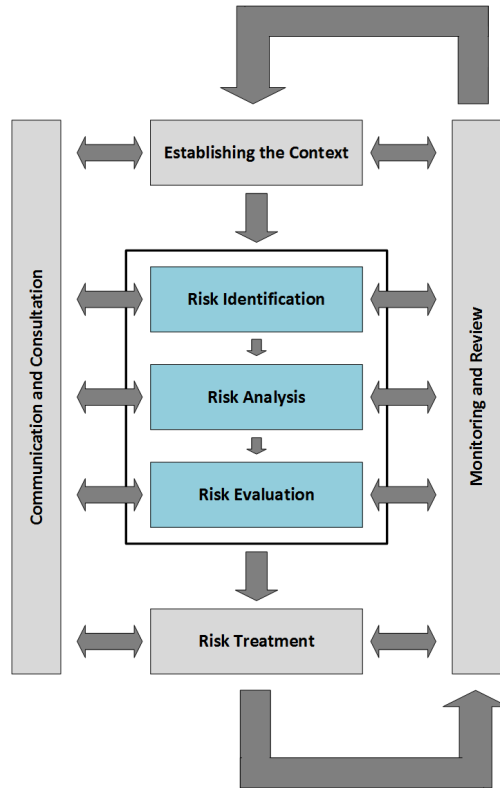 Establishing the Context
Communication and Consultation
Risk Identification
Risk Analysis
Risk Evaluation
Monitoring and Review
Risk Treatment